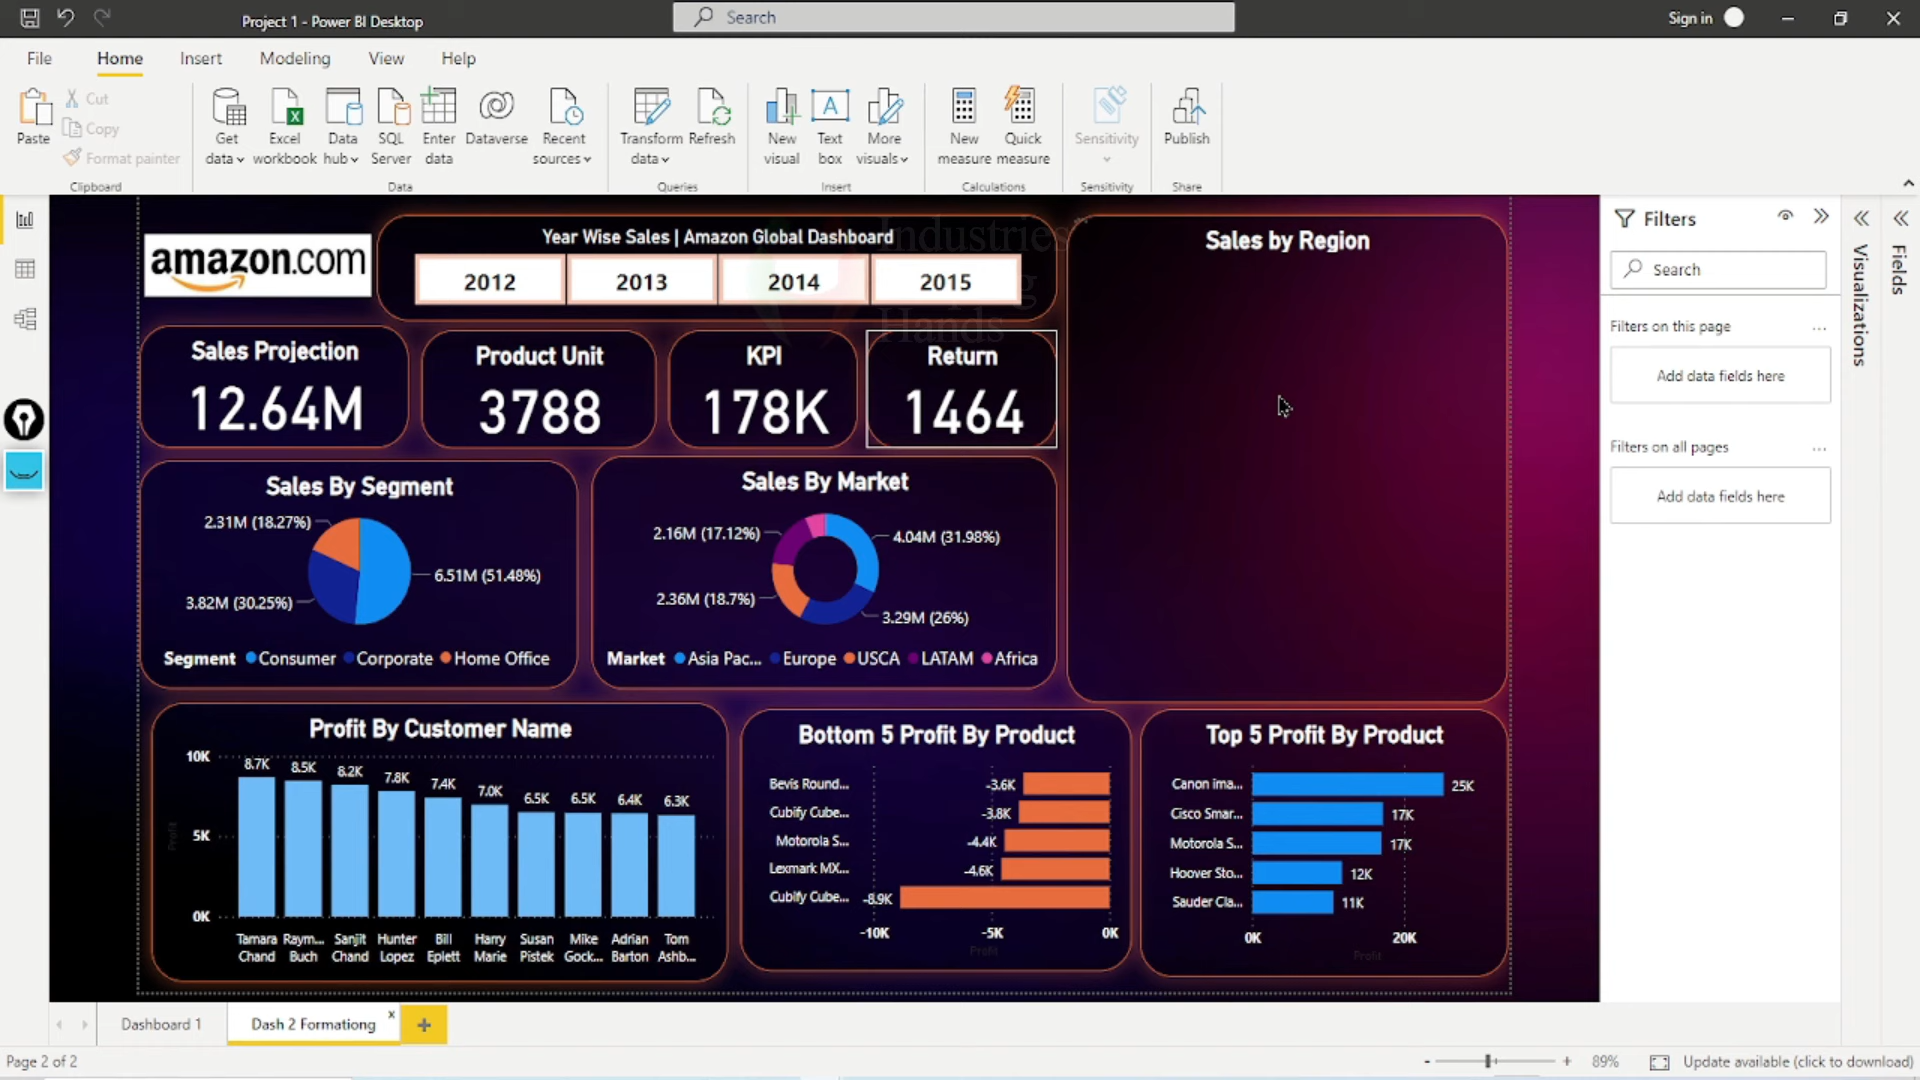 Project 1 - Power BI Desktop
Search
Sign in
File
Home
Insert
Modeling
View
Help
Paste
Cut
Copy
Format painter
Clipboard
Get data
Excel workbook
Data hub
SQL Server
Enter data
Dataverse
Recent sources
Data
Transform data
Refresh
Queries
New visual
Text box
More visuals
Insert
New measure
Quick measure
Calculations
Sensitivity
Sensitivity
Publish
Share
amazon.com
Year Wise Sales | Amazon Global Dashboard
2012
2013
2014
2015
Industries
Hands
Sales by Region
Sales Projection
12.64M
Product Unit
3788
KPI
178K
Return
1464
Sales By Segment
2.31M (18.27%)
6.51M (51.48%)
3.82M (30.25%)
Segment Consumer Corporate Home Office
Sales By Market
2.16M (17.12%)
4.04M (31.98%)
2.36M (18.7%)
3.29M (26%)
Market Asia Pac... Europe USCA LATAM Africa
Profit By Customer Name
Profit
10K
5K
0K
8.7K
8.5K
8.2K
7.8K
7.4K
7.0K
6.5K
6.5K
6.4K
6.3K
Tamara Chand
Raym... Buch
Sanjit Chand
Hunter Lopez
Bill Eplett
Harry Marie
Susan Pistek
Mike Gock...
Adrian Barton
Tom Ashb...
Bottom 5 Profit By Product
Bevis Round... -3.6K
Cubify Cube... -3.8K
Motorola S... -4.4K
Lexmark MX... -4.6K
Cubify Cube... -8.9K
-10K -5K 0K
Profit
Top 5 Profit By Product
Canon ima... 25K
Cisco Smar... 17K
Motorola S... 17K
Hoover Sto... 12K
Sauder Cla... 11K
0K 20K
Profit
Filters
Search
Filters on this page
...
Add data fields here
Filters on all pages
...
Add data fields here
Visualizations
Fields
Dashboard 1
Dash 2 Formationg
x
+
Page 2 of 2
- + 89%
Update available (click to download)